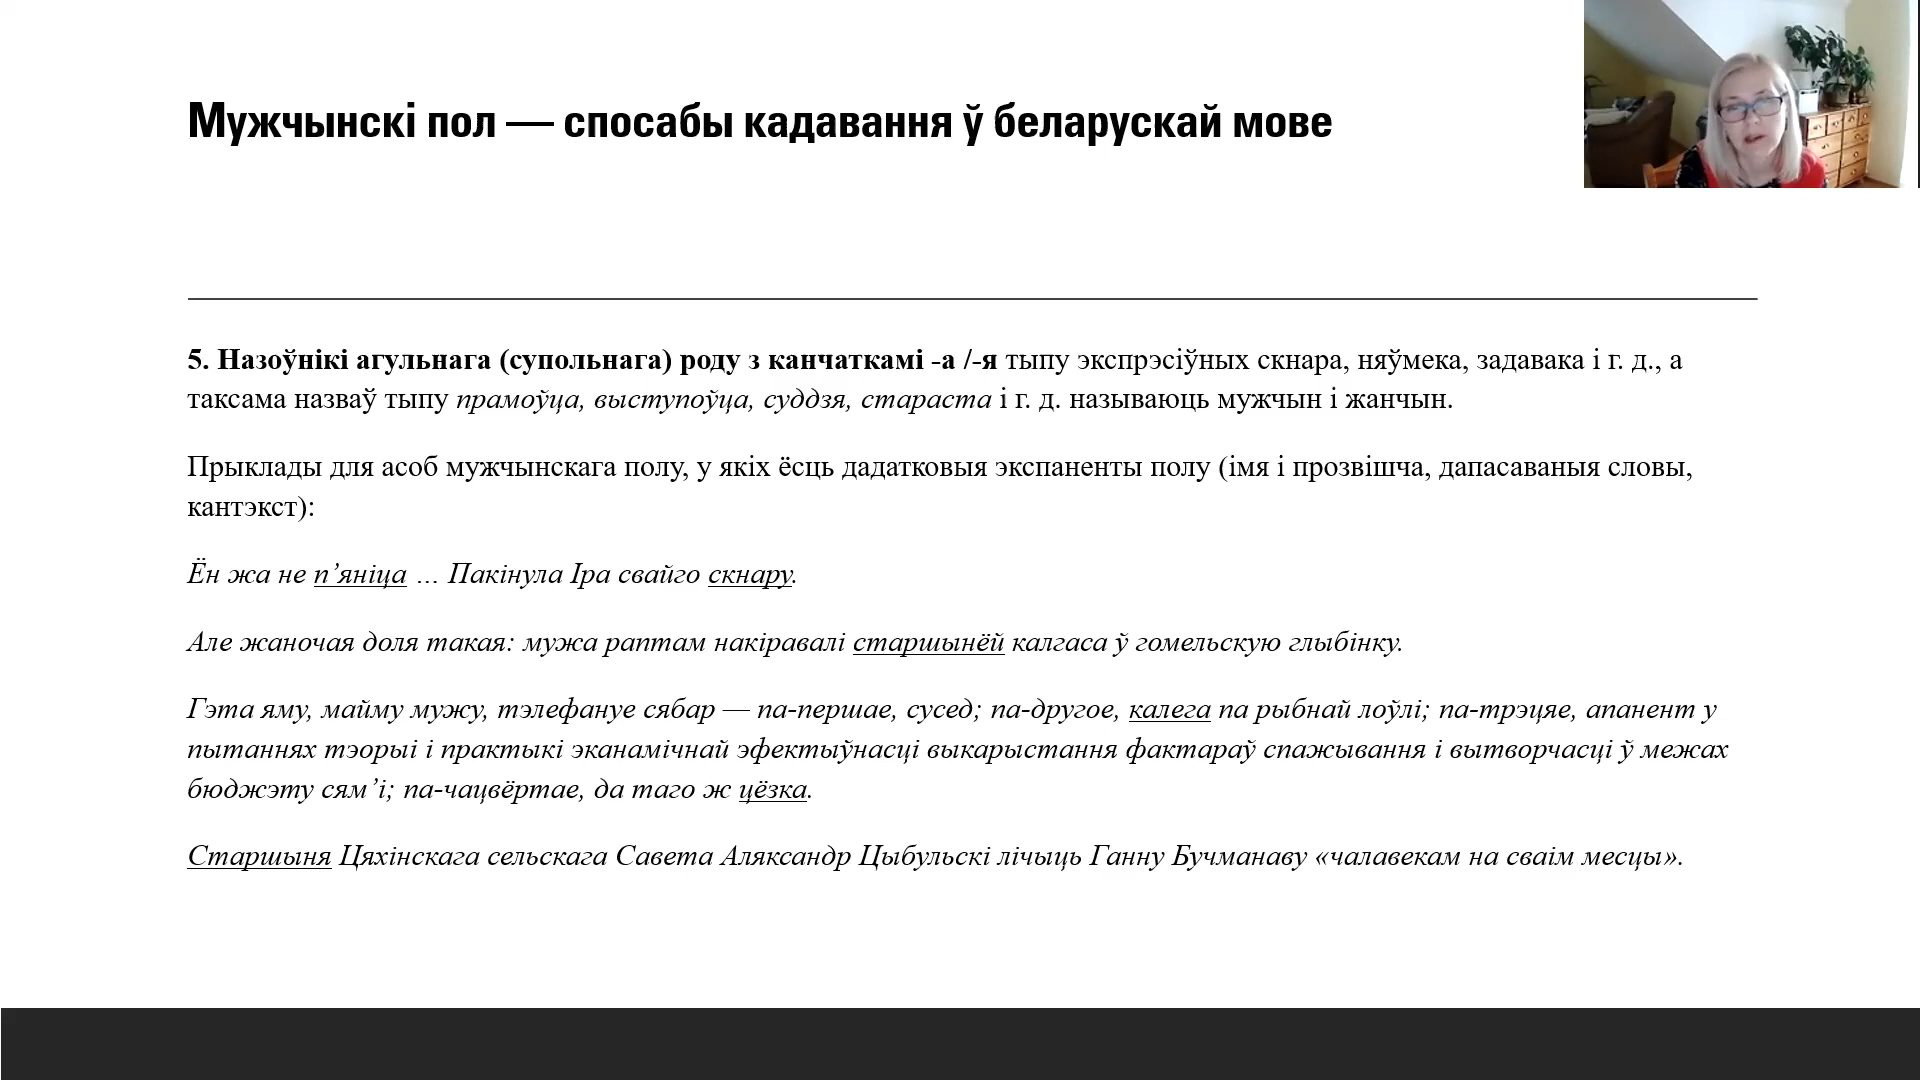 Мужчынскі пол — спосабы кадавання ў беларускай мове
5. Назоўнікі агульнага (супольнага) роду з канчаткамі -а /-я тыпу экспрэсіўных скнара, няўмека, задавака і г. д., а
таксама назваў тыпу прамоўца, выступоўца, суддзя, стараста і г. д. называюць мужчын і жанчын.
Прыклады для асоб мужчынскага полу, у якіх ёсць дадатковыя экспаненты полу (імя і прозвішча, дапасаваныя словы,
кантэкст):
Ён жа не п’яніца … Пакінула Іра свайго скнару.
Але жаночая доля такая: мужа раптам накіравалі старшынёй калгаса ў гомельскую глыбінку.
Гэта яму, майму мужу, тэлефануе сябар — па-першае, сусед; па-другое, калега па рыбнай лоўлі; па-трэцяе, апанент у
пытаннях тэорыі і практыкі эканамічнай эфектыўнасці выкарыстання фактараў спажывання і вытворчасці ў межах
бюджэту сям’і; па-чацвёртае, да таго ж цёзка.
Старшыня Цяхінскага сельскага Савета Аляксандр Цыбульскі лічыць Ганну Бучманаву «чалавекам на сваім месцы».